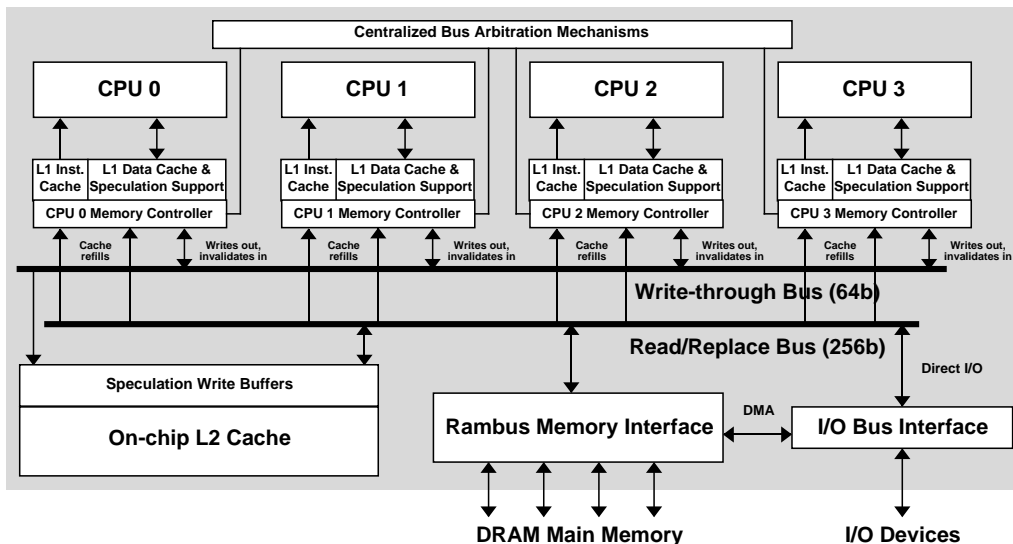 Centralized Bus Arbitration Mechanisms
CPU 0
CPU 1
CPU 2
CPU 3
L1 Inst.
Cache
L1 Data Cache &
Speculation Support
L1 Inst.
Cache
L1 Data Cache &
Speculation Support
L1 Inst.
Cache
L1 Data Cache &
Speculation Support
L1 Inst.
Cache
L1 Data Cache &
Speculation Support
CPU 0 Memory Controller
CPU 1 Memory Controller
CPU 2 Memory Controller
CPU 3 Memory Controller
Cache
refills
Writes out,
invalidates in
Cache
refills
Writes out,
invalidates in
Cache
refills
Writes out,
invalidates in
Cache
refills
Writes out,
invalidates in
Write-through Bus (64b)
Read/Replace Bus (256b)
Speculation Write Buffers
On-chip L2 Cache
Direct I/O
Rambus Memory Interface
DMA
I/O Bus Interface
DRAM Main Memory
I/O Devices